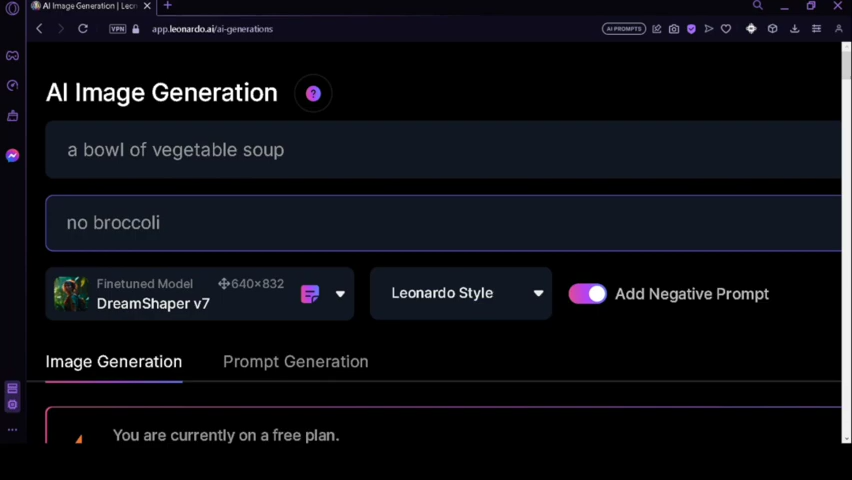 AI Image Generation | Leon
VPN
app.leonardo.ai/ai-generations
AI PROMPTS
AI Image Generation
?
a bowl of vegetable soup
no broccoli
Finetuned Model
640×832
DreamShaper v7
Leonardo Style
Add Negative Prompt
Image Generation
Prompt Generation
You are currently on a free plan.